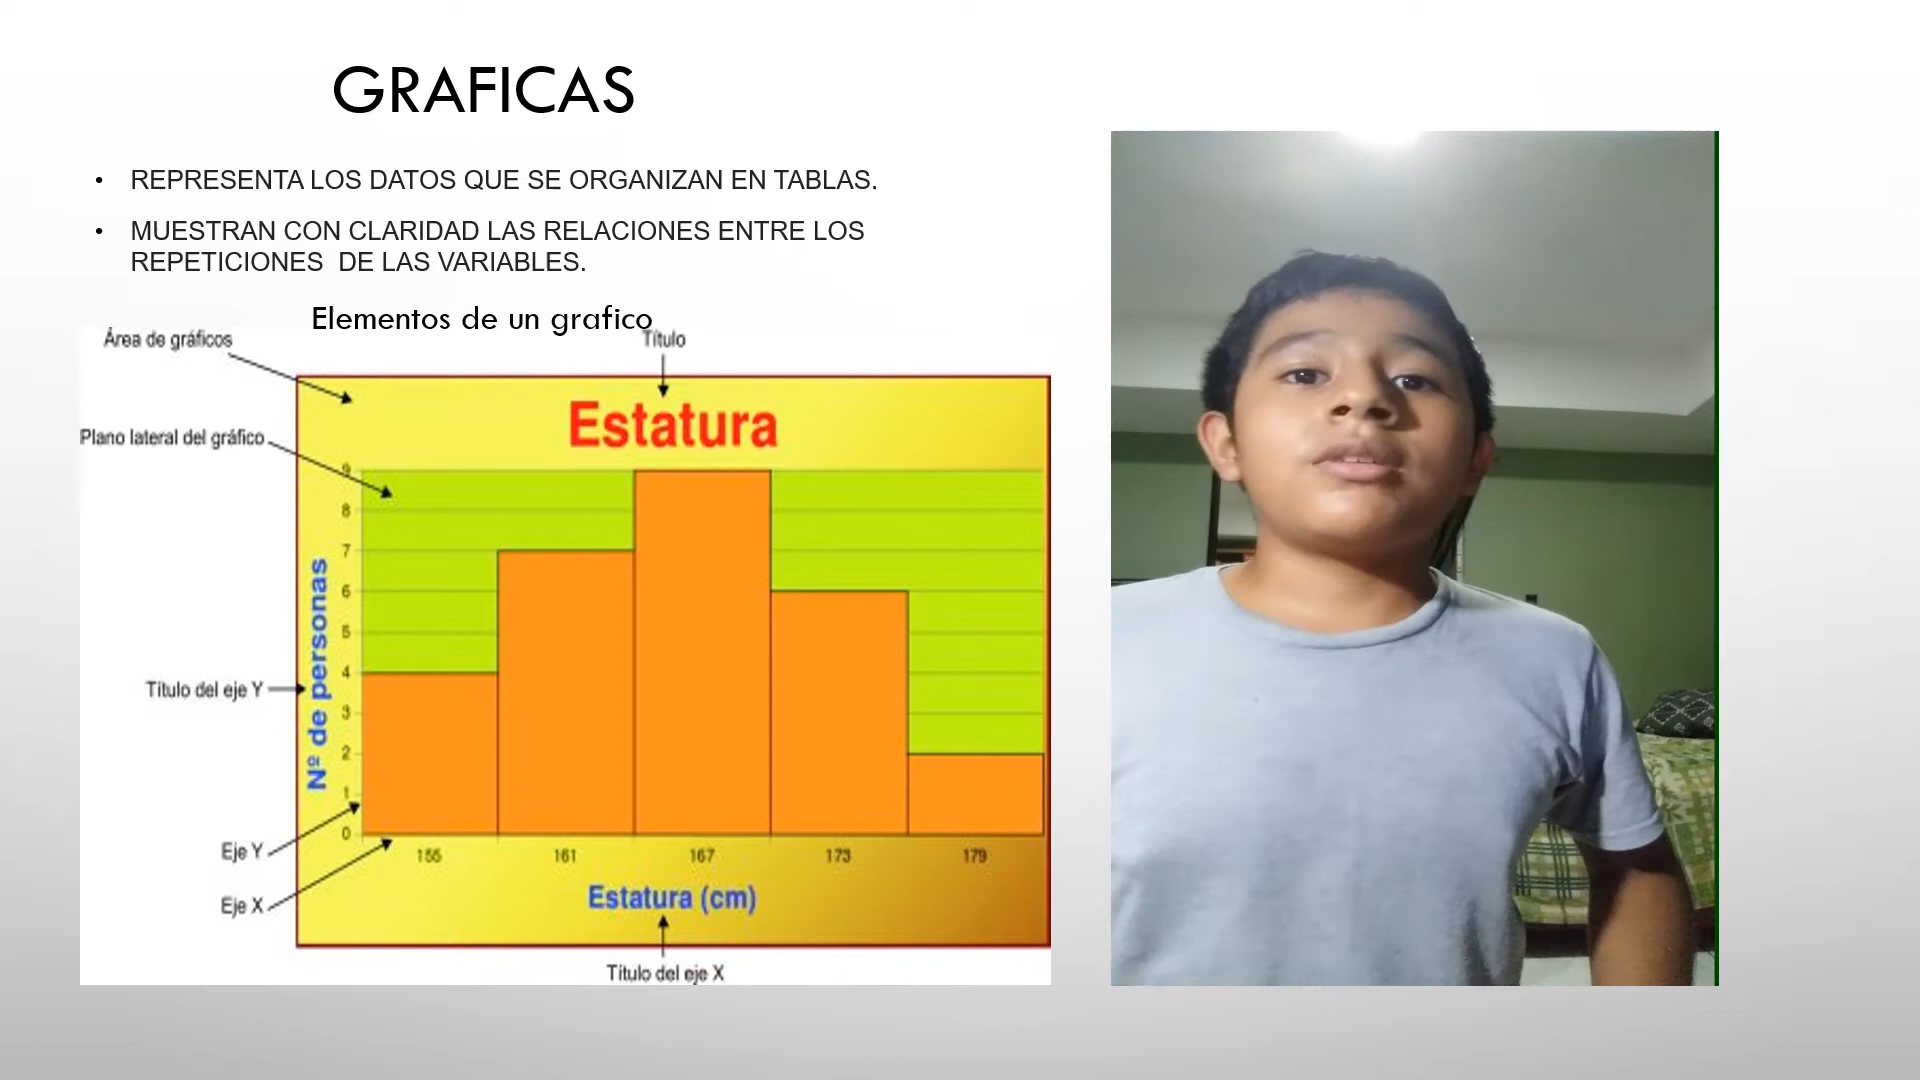 GRAFICAS
• REPRESENTA LOS DATOS QUE SE ORGANIZAN EN TABLAS.
• MUESTRAN CON CLARIDAD LAS RELACIONES ENTRE LOS
REPETICIONES DE LAS VARIABLES.
Elementos de un grafico
Área de gráficos
Título
Estatura
Plano lateral del gráfico
9
8
7
6
5
4
3
2
1
0
Nº de personas
Título del eje Y
Eje Y
Eje X
155 161 167 173 179
Estatura (cm)
Título del eje X